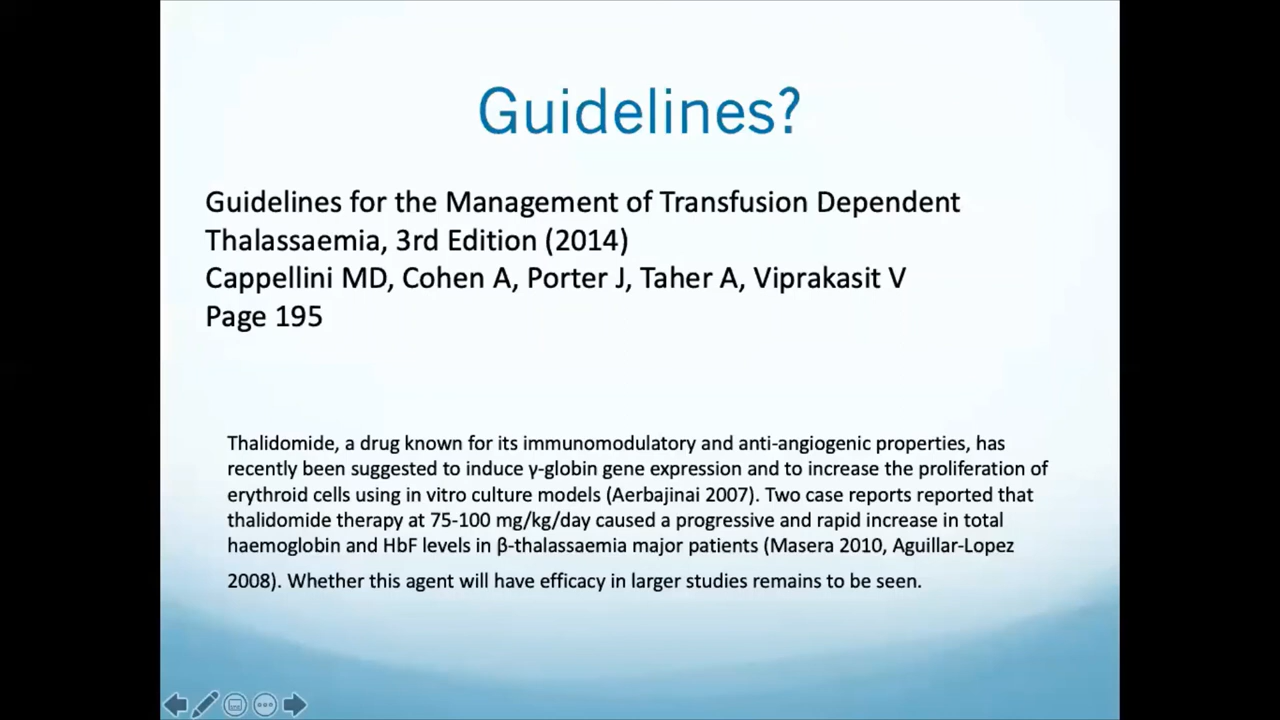 Guidelines?
Guidelines for the Management of Transfusion Dependent
Thalassaemia, 3rd Edition (2014)
Cappellini MD, Cohen A, Porter J, Taher A, Viprakasit V
Page 195
Thalidomide, a drug known for its immunomodulatory and anti-angiogenic properties, has
recently been suggested to induce γ-globin gene expression and to increase the proliferation of
erythroid cells using in vitro culture models (Aerbajinai 2007). Two case reports reported that
thalidomide therapy at 75-100 mg/kg/day caused a progressive and rapid increase in total
haemoglobin and HbF levels in β-thalassaemia major patients (Masera 2010, Aguillar-Lopez
2008). Whether this agent will have efficacy in larger studies remains to be seen.